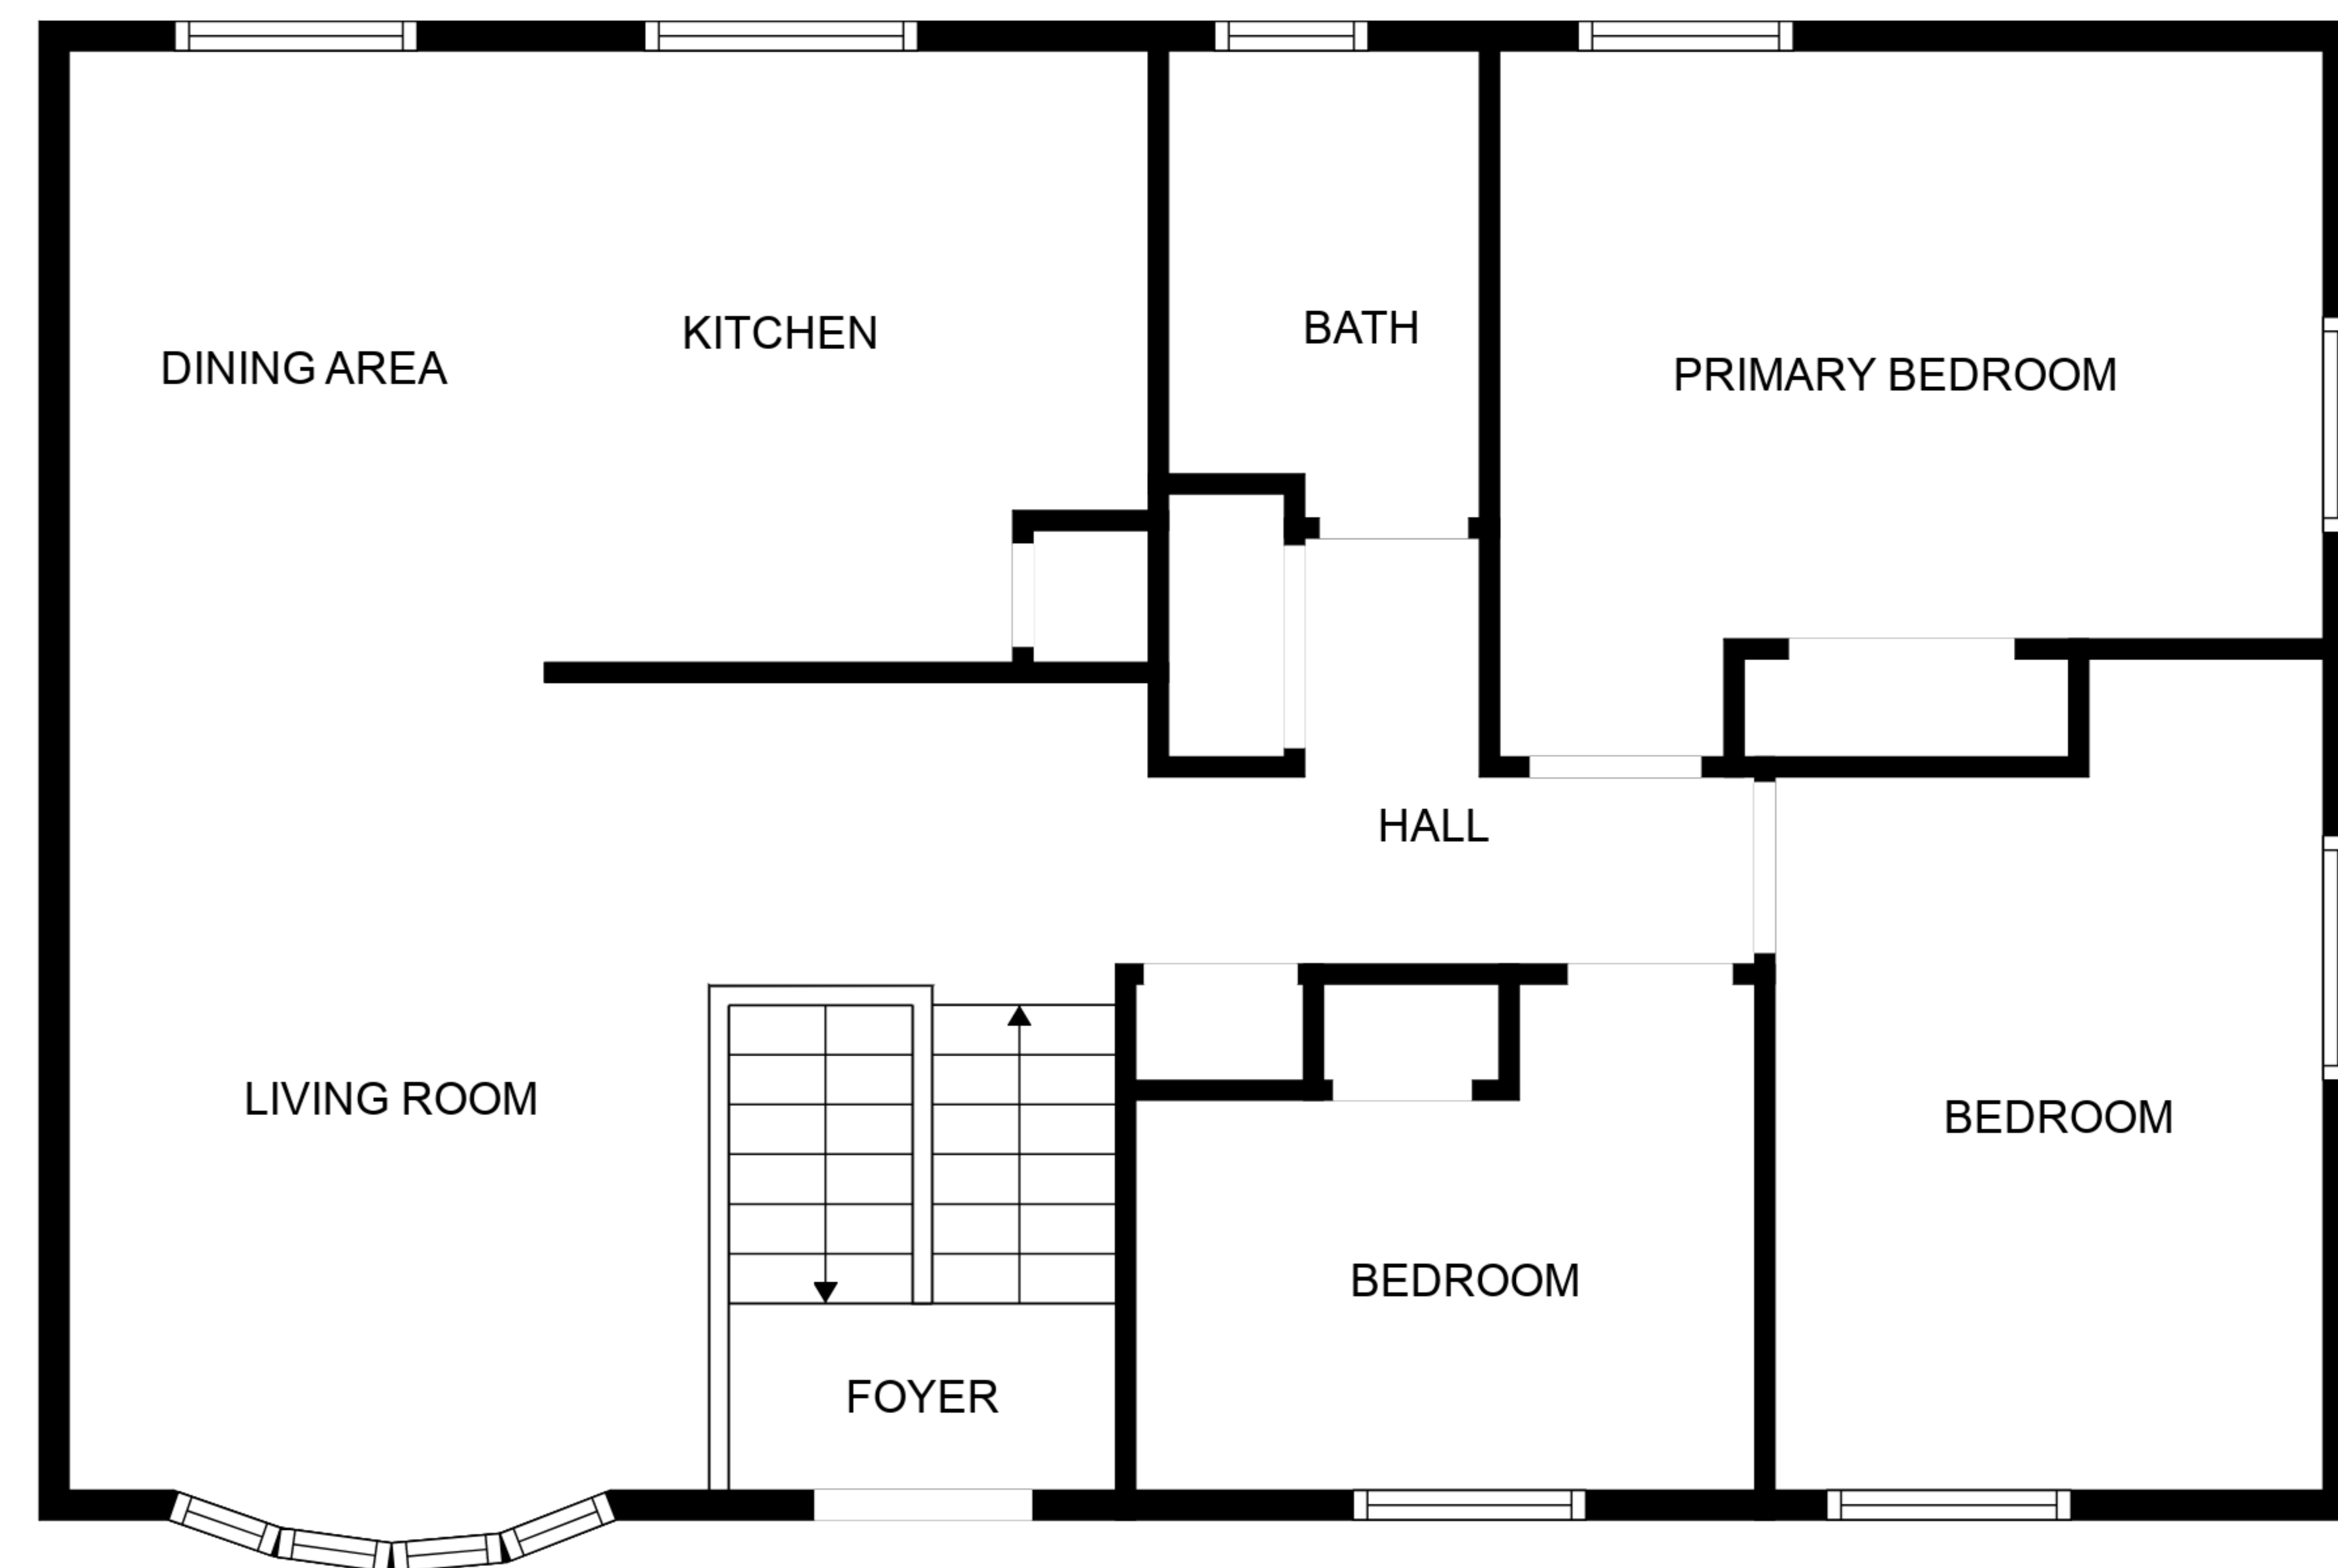 KITCHEN
BATH
DINING AREA
PRIMARY BEDROOM
HALL
LIVING ROOM
BEDROOM
BEDROOM
FOYER